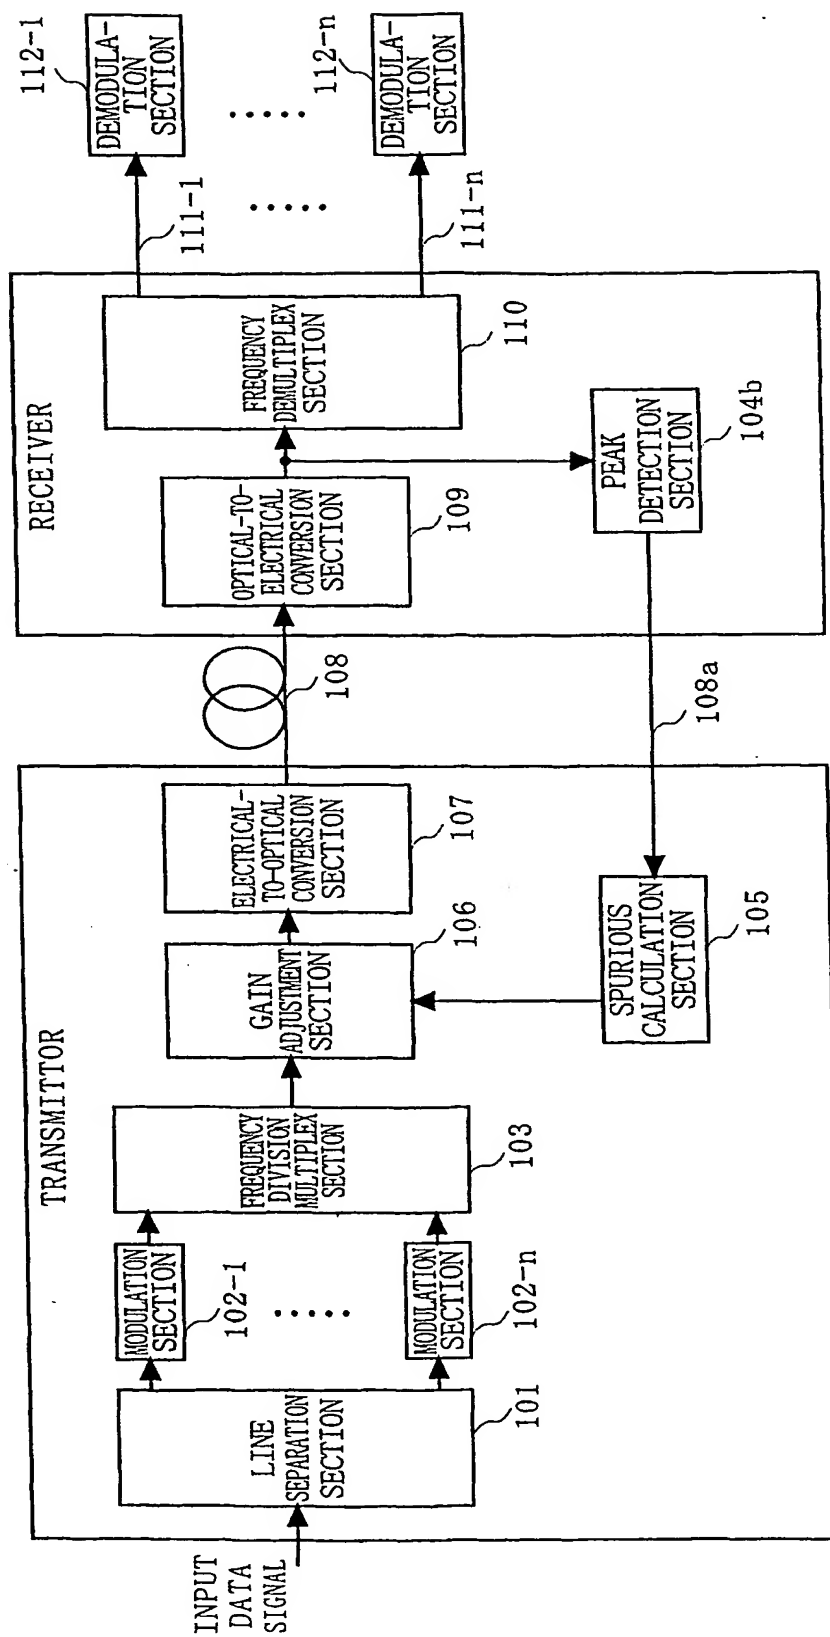 TRANSMITTOR
INPUT
DATA
SIGNAL
LINE
SEPARATION
SECTION
101
MODULATION
SECTION
102-1
MODULATION
SECTION
102-n
FREQUENCY
DIVISION
MULTIPLEX
SECTION
103
GAIN
ADJUSTMENT
SECTION
106
ELECTRICAL-
TO-OPTICAL
CONVERSION
SECTION
107
SPURIOUS
CALCULATION
SECTION
105
108
108a
RECEIVER
OPTICAL-TO-
ELECTRICAL
CONVERSION
SECTION
109
FREQUENCY
DEMULTIPLEX
SECTION
110
PEAK
DETECTION
SECTION
104b
111-1
111-n
DEMODULA-
TION
SECTION
112-1
DEMODULA-
TION
SECTION
112-n